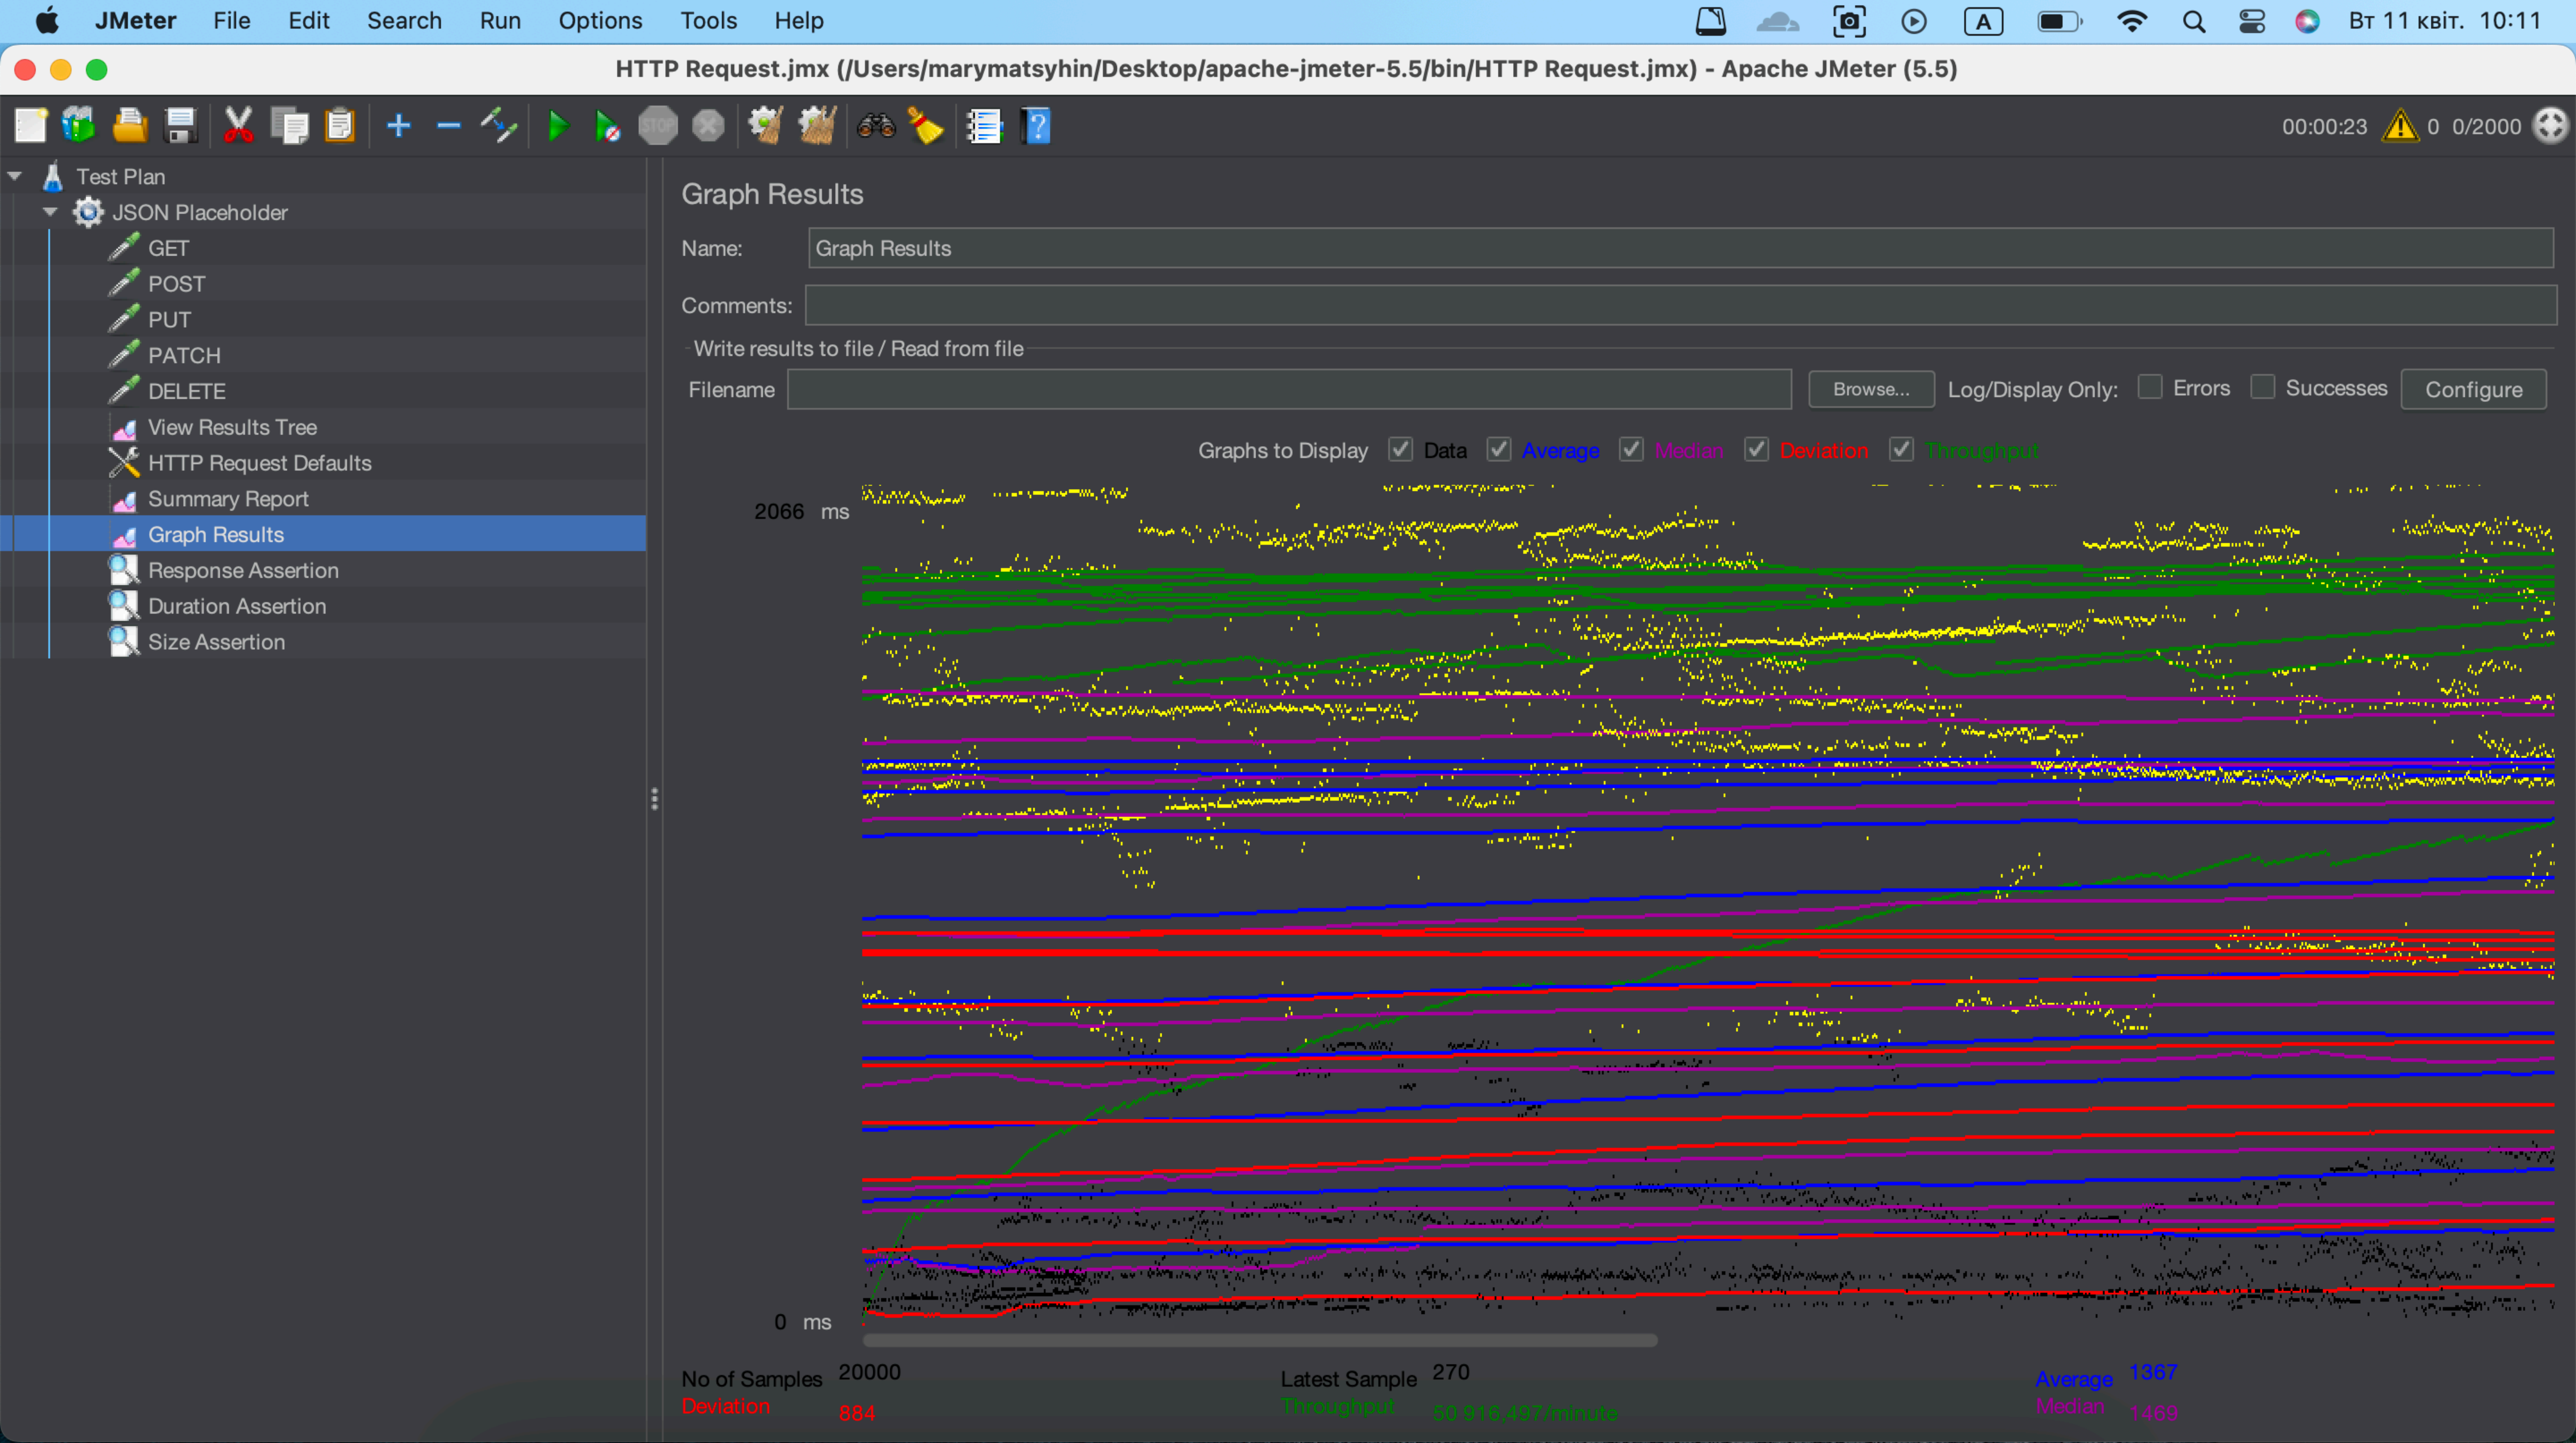 JMeter File Edit Search Run Options Tools Help A Вт 11 квіт. 10:11
HTTP Request.jmx (/Users/marymatsyhin/Desktop/apache-jmeter-5.5/bin/HTTP Request.jmx) - Apache JMeter (5.5)
STOP ? 00:00:23 0 0/2000
Test Plan
JSON Placeholder
GET
POST
PUT
PATCH
DELETE
View Results Tree
HTTP Request Defaults
Summary Report
Graph Results
Response Assertion
Duration Assertion
Size Assertion
Graph Results
Name: Graph Results
Comments:
Write results to file / Read from file
Filename Browse... Log/Display Only: Errors Successes Configure
Graphs to Display Data Average Median Deviation Throughput
2066 ms
0 ms
No of Samples 20000 Latest Sample 270 Average 1367
Deviation 884 Throughput 50 916,497/minute Median 1469